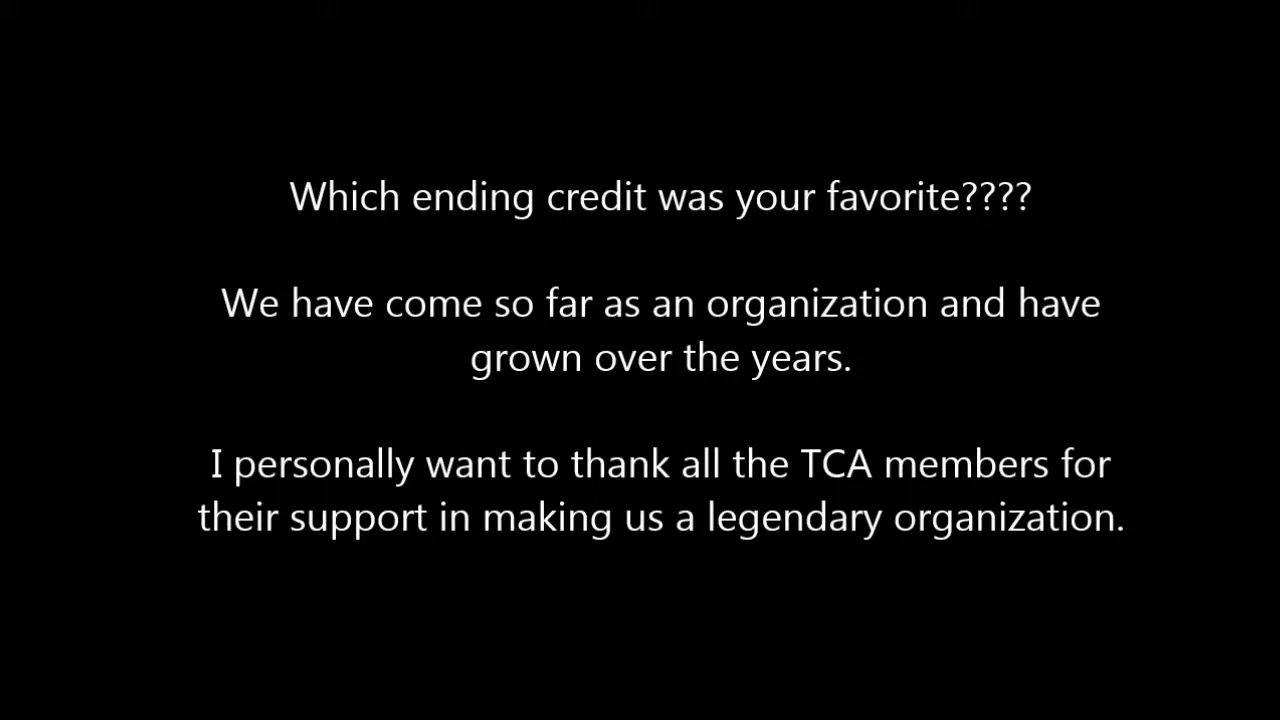 Which ending credit was your favorite????
We have come so far as an organization and have
grown over the years.
I personally want to thank all the TCA members for
their support in making us a legendary organization.